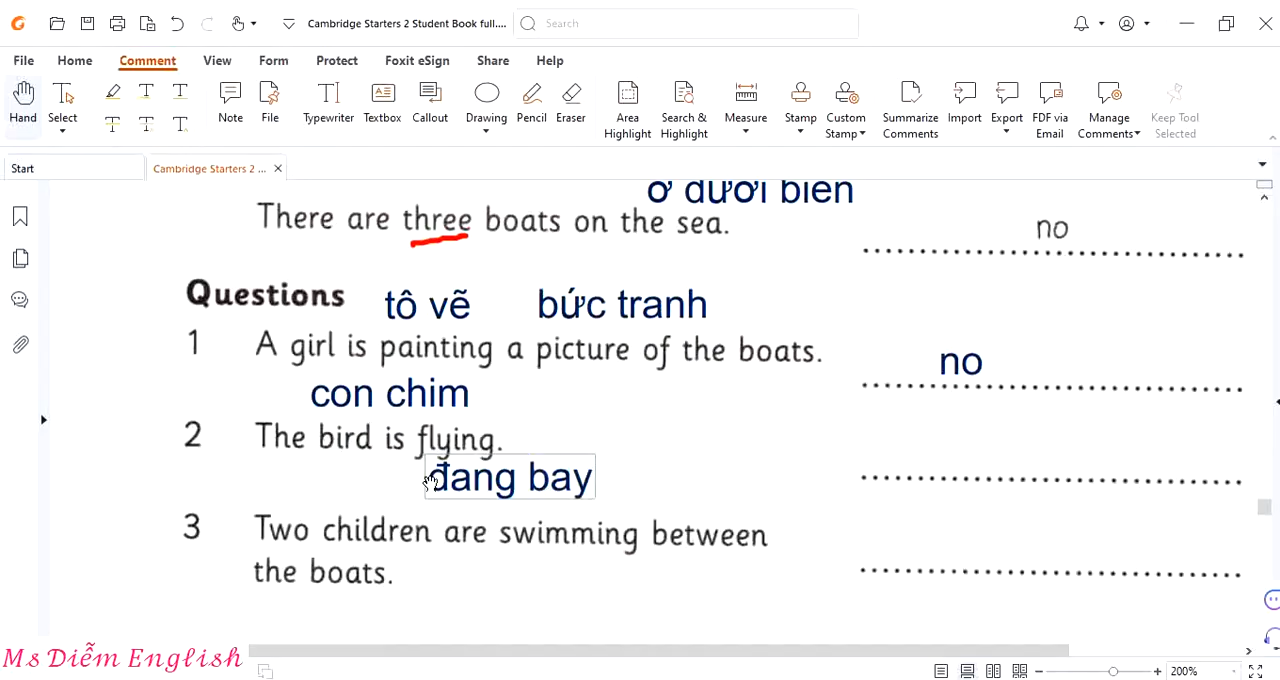 Cambridge Starters 2 Student Book full....
Search
File Home Comment View Form Protect Foxit eSign Share Help
Hand Select Note File Typewriter Textbox Callout Drawing Pencil Eraser Area Highlight Search & Highlight Measure Stamp Custom Stamp Summarize Comments Import Export PDF via Email Manage Comments Keep Tool Selected
Start Cambridge Starters 2 ...
ở dưới biển
There are three boats on the sea. no
Questions
tô vẽ bức tranh
1 A girl is painting a picture of the boats. no
con chim
2 The bird is flying.
đang bay
3 Two children are swimming between
the boats.
Ms Diễm English
200%